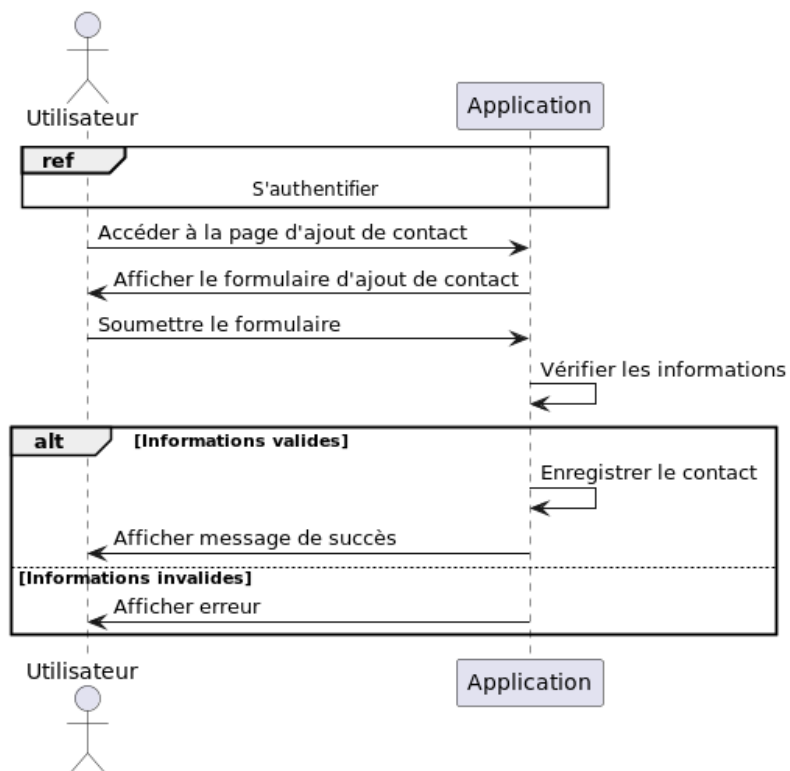 Utilisateur
Application
ref
S'authentifier
Accéder à la page d'ajout de contact
Afficher le formulaire d'ajout de contact
Soumettre le formulaire
Vérifier les informations
alt [Informations valides]
Enregistrer le contact
Afficher message de succès
[Informations invalides]
Afficher erreur
Utilisateur
Application